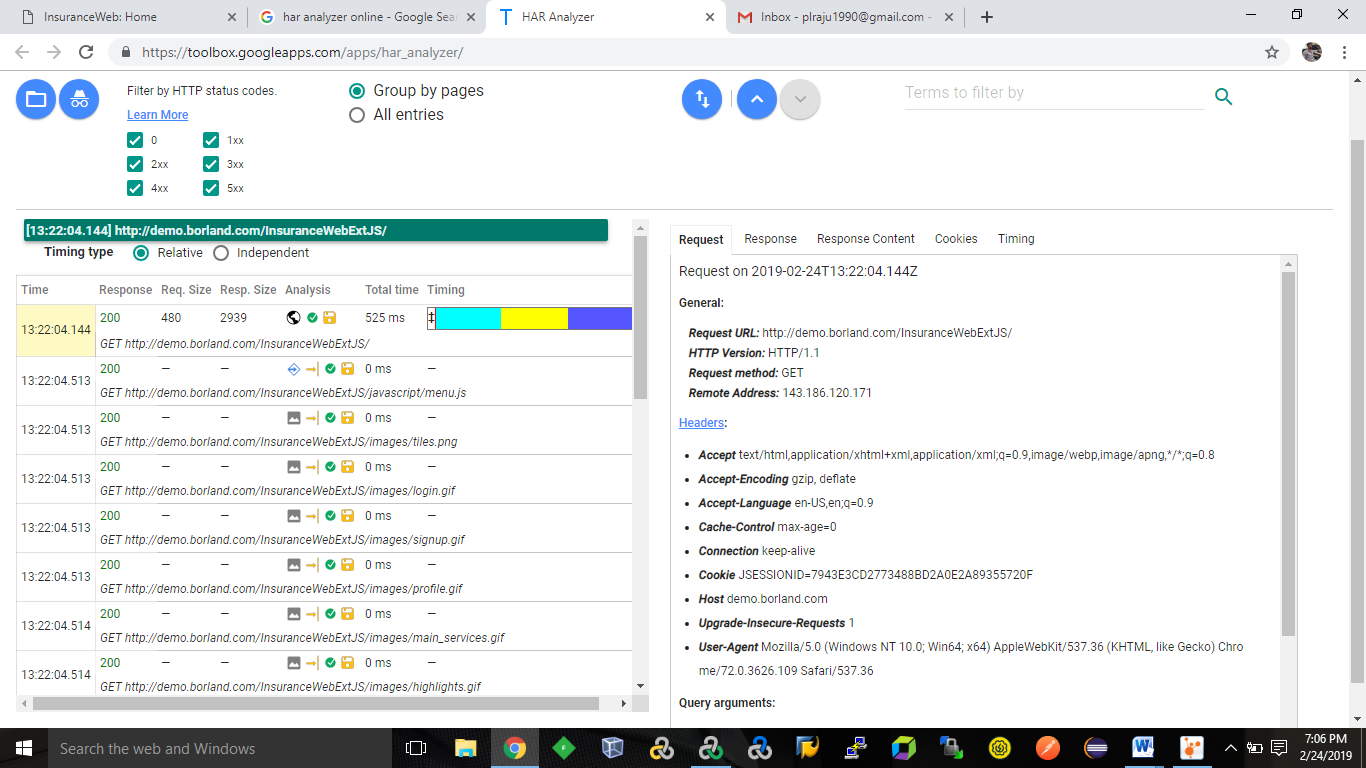 InsuranceWeb: Home
har analyzer online - Google Sea
HAR Analyzer
Inbox - plraju1990@gmail.com -
https://toolbox.googleapps.com/apps/har_analyzer/
Filter by HTTP status codes.
Learn More
0 1xx
2xx 3xx
4xx 5xx
Group by pages
All entries
Terms to filter by
[13:22:04.144] http://demo.borland.com/InsuranceWebExtJS/
Timing type Relative Independent
Time Response Req. Size Resp. Size Analysis Total time Timing
13:22:04.144 200 480 2939 525 ms
GET http://demo.borland.com/InsuranceWebExtJS/
13:22:04.513 200 — — 0 ms —
GET http://demo.borland.com/InsuranceWebExtJS/javascript/menu.js
13:22:04.513 200 — — 0 ms —
GET http://demo.borland.com/InsuranceWebExtJS/images/tiles.png
13:22:04.513 200 — — 0 ms —
GET http://demo.borland.com/InsuranceWebExtJS/images/login.gif
13:22:04.513 200 — — 0 ms —
GET http://demo.borland.com/InsuranceWebExtJS/images/signup.gif
13:22:04.513 200 — — 0 ms —
GET http://demo.borland.com/InsuranceWebExtJS/images/profile.gif
13:22:04.514 200 — — 0 ms —
GET http://demo.borland.com/InsuranceWebExtJS/images/main_services.gif
13:22:04.514 200 — — 0 ms —
GET http://demo.borland.com/InsuranceWebExtJS/images/highlights.gif
Request Response Response Content Cookies Timing
Request on 2019-02-24T13:22:04.144Z
General:
Request URL: http://demo.borland.com/InsuranceWebExtJS/
HTTP Version: HTTP/1.1
Request method: GET
Remote Address: 143.186.120.171
Headers:
Accept text/html,application/xhtml+xml,application/xml;q=0.9,image/webp,image/apng,*/*;q=0.8
Accept-Encoding gzip, deflate
Accept-Language en-US,en;q=0.9
Cache-Control max-age=0
Connection keep-alive
Cookie JSESSIONID=7943E3CD2773488BD2A0E2A89355720F
Host demo.borland.com
Upgrade-Insecure-Requests 1
User-Agent Mozilla/5.0 (Windows NT 10.0; Win64; x64) AppleWebKit/537.36 (KHTML, like Gecko) Chro
me/72.0.3626.109 Safari/537.36
Query arguments:
Search the web and Windows
7:06 PM
2/24/2019